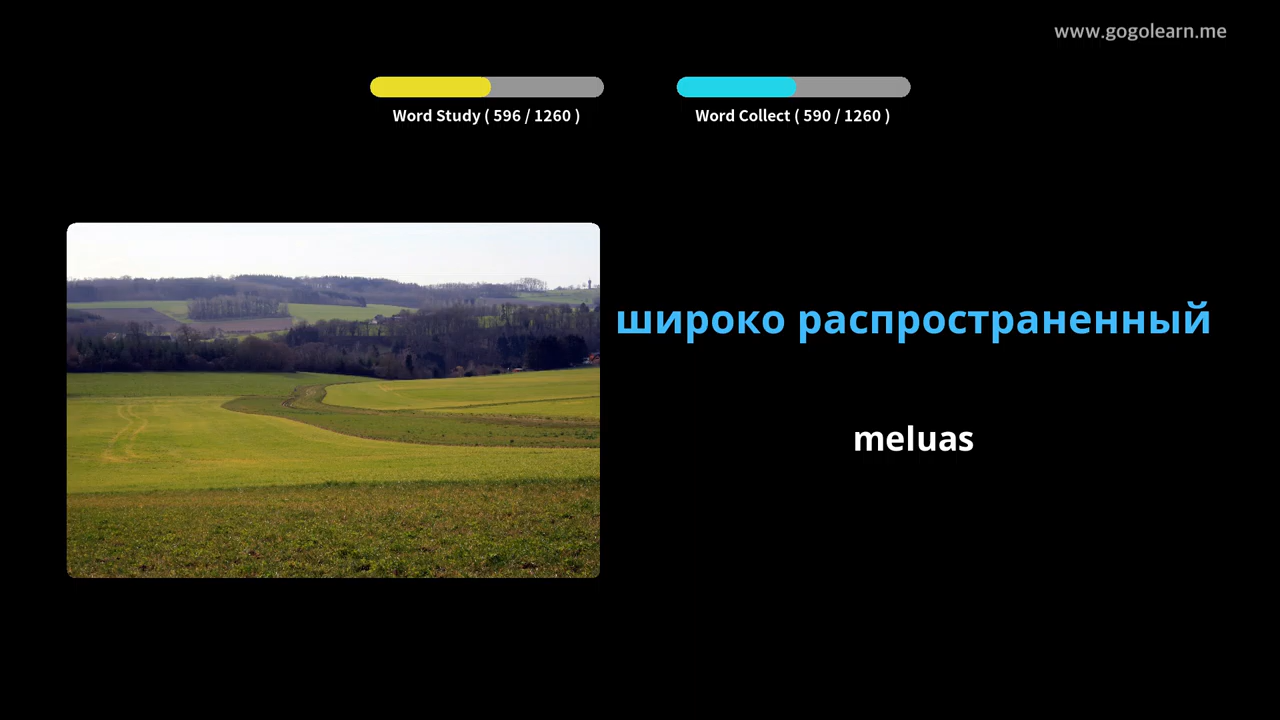 www.gogolearn.me
Word Study ( 596 / 1260 )
Word Collect ( 590 / 1260 )
широко распространенный
meluas